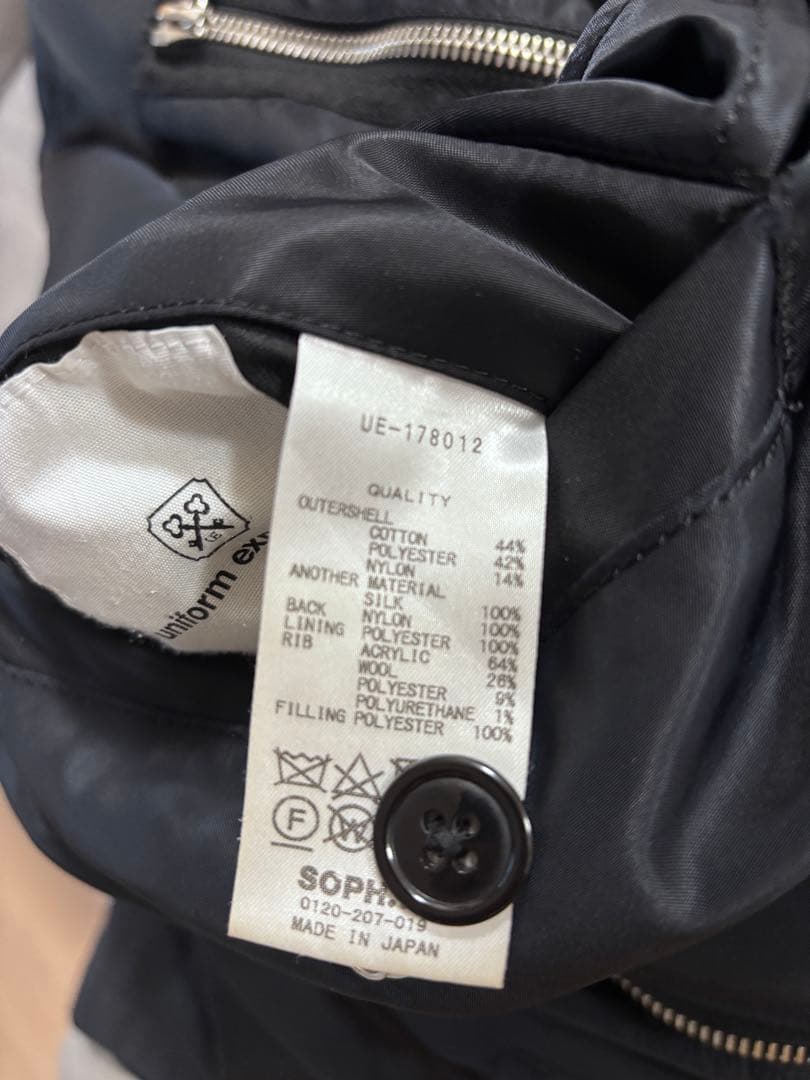 UE-178012
QUALITY
OUTERSHELL
COTTON 44%
POLYESTER 42%
NYLON 14%
ANOTHER MATERIAL
SILK 100%
BACK NYLON 100%
LINING POLYESTER 100%
RIB ACRYLIC 64%
WOOL 26%
POLYESTER 9%
POLYURETHANE 1%
FILLING POLYESTER 100%
F
W
SOPH.
0120-207-019
MADE IN JAPAN
UE
uniform